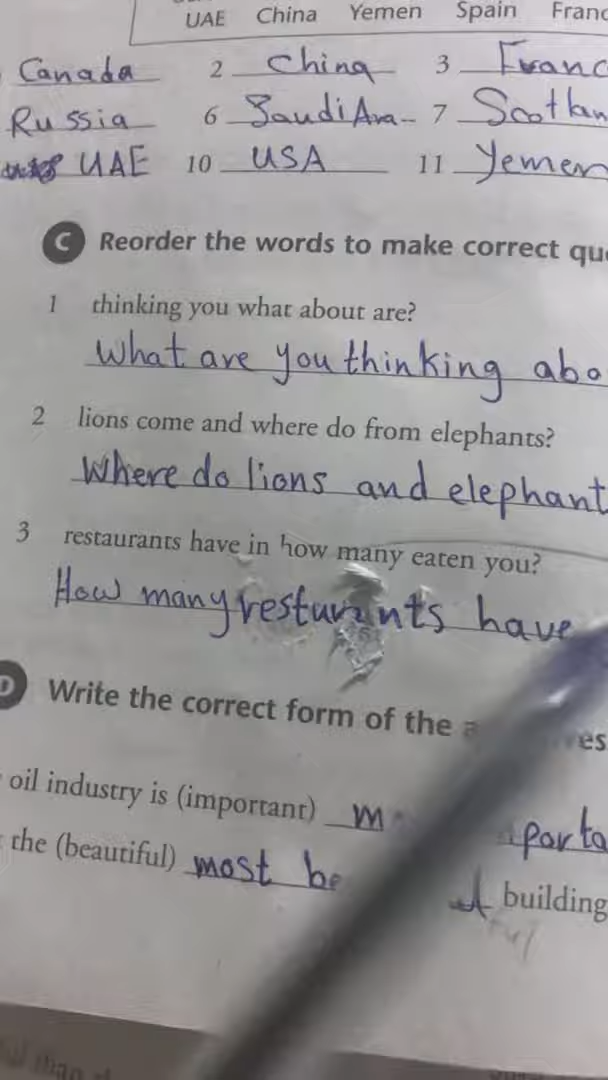 UAE China Yemen Spain Franc
Canada 2 China 3 Franc
Russia 6 Saudi Ara- 7 Scotlan
UAE 10 USA 11 Yemen
C Reorder the words to make correct qu
1 thinking you what about are?
What are you thinking abo
2 lions come and where do from elephants?
Where do lions and elephant
3 restaurants have in how many eaten you?
How many resturants have
D Write the correct form of the
oil industry is (important)
the (beautiful) most building